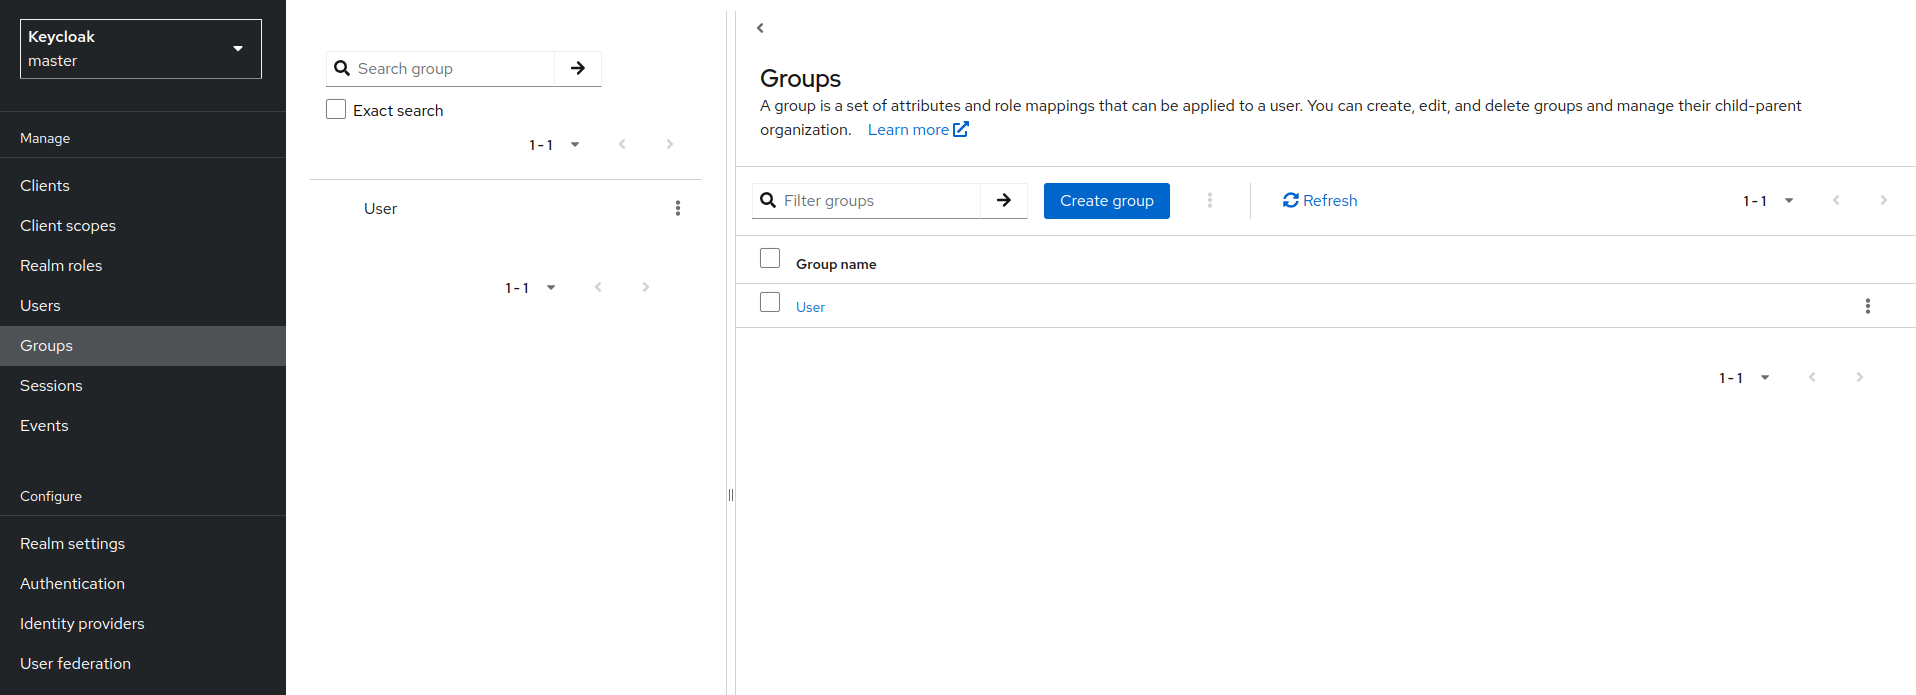 Keycloak
master
Manage
Clients
Client scopes
Realm roles
Users
Groups
Sessions
Events
Configure
Realm settings
Authentication
Identity providers
User federation
Search group
Exact search
1 - 1
User
1 - 1
Groups
A group is a set of attributes and role mappings that can be applied to a user. You can create, edit, and delete groups and manage their child-parent
organization. Learn more
Filter groups Create group Refresh 1 - 1
Group name
User
1 - 1